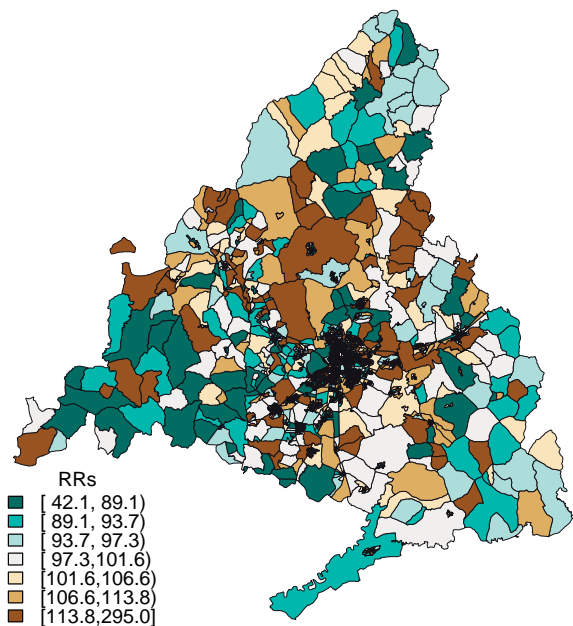 RRs
[ 42.1, 89.1)
[ 89.1, 93.7)
[ 93.7, 97.3)
[ 97.3,101.6)
[101.6,106.6)
[106.6,113.8)
[113.8,295.0]